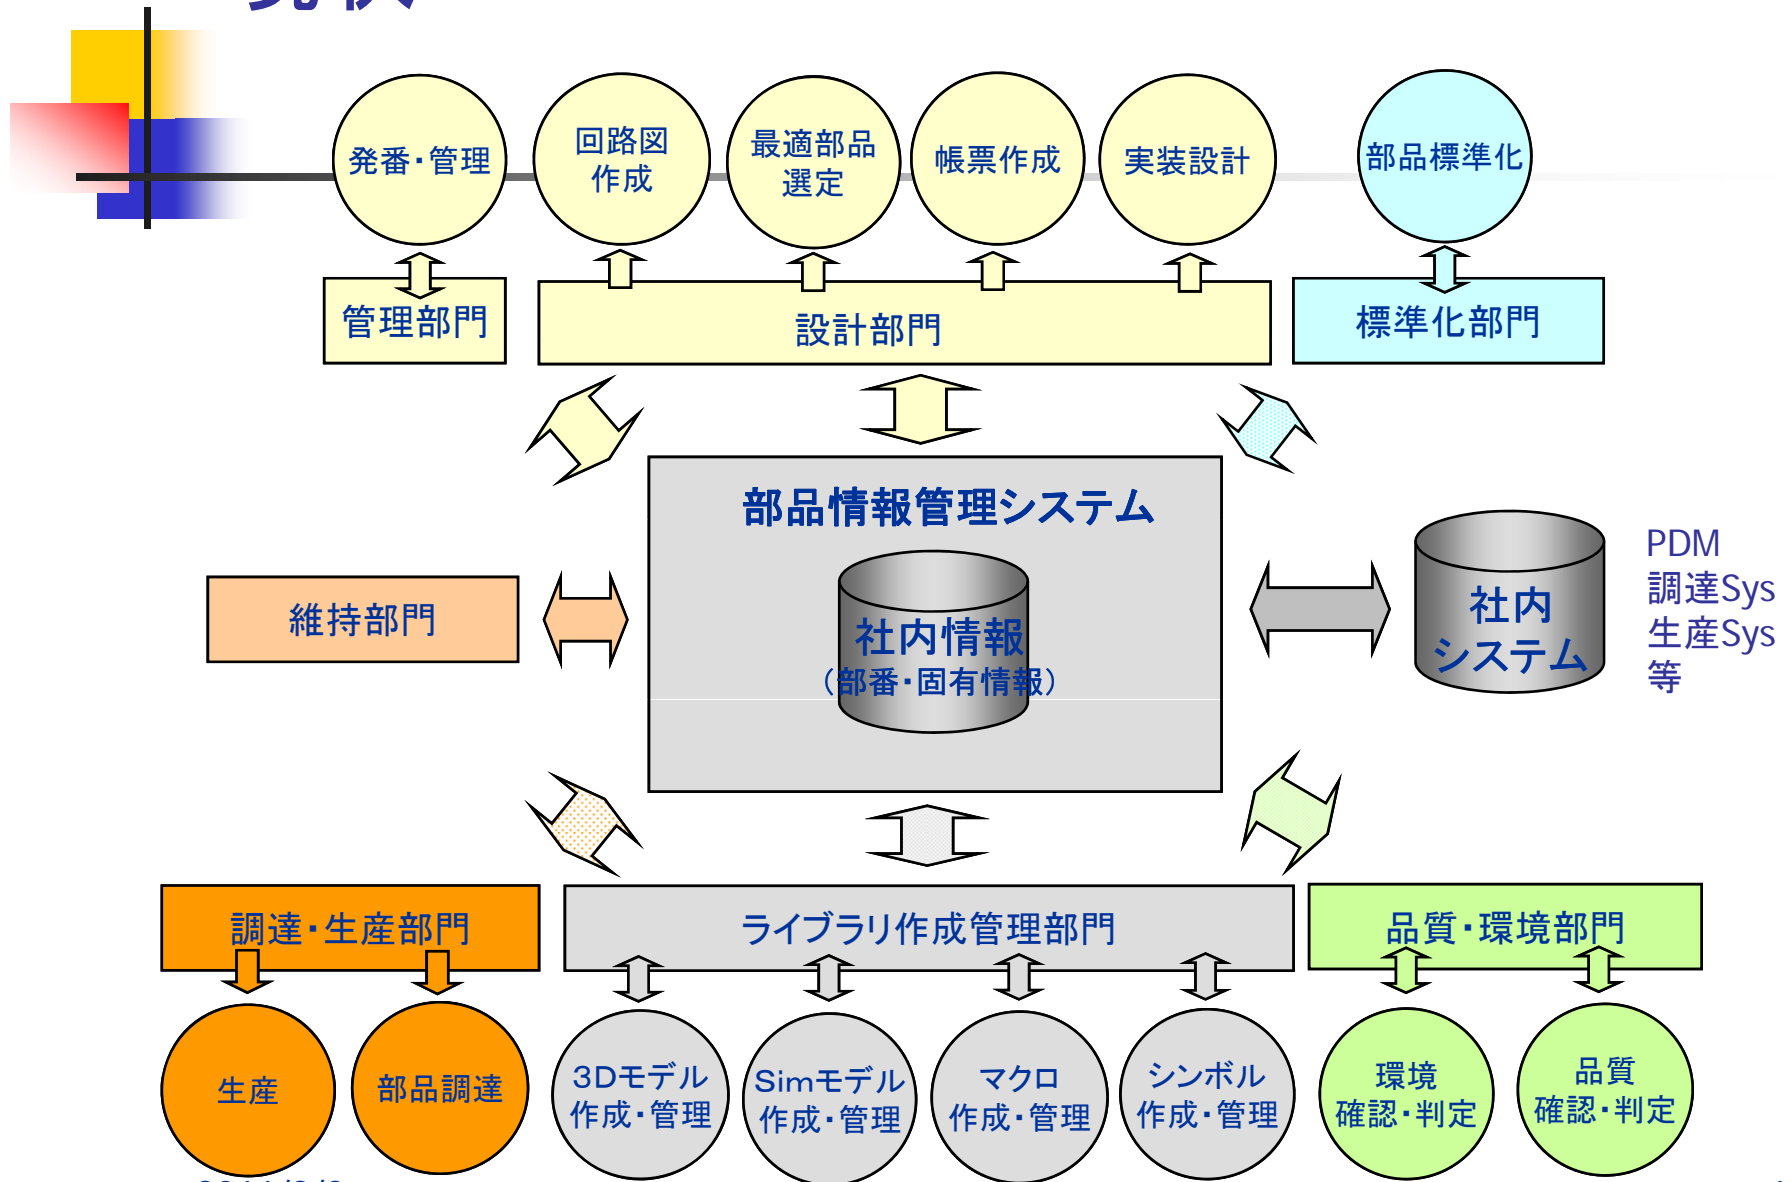 発番・管理
回路図
作成
最適部品
選定
帳票作成
実装設計
部品標準化
管理部門
設計部門
標準化部門
部品情報管理システム
社内情報
（部番・固有情報）
維持部門
社内
システム
PDM
調達Sys
生産Sys
等
調達・生産部門
ライブラリ作成管理部門
品質・環境部門
生産
部品調達
3Dモデル
作成・管理
Simモデル
作成・管理
マクロ
作成・管理
シンボル
作成・管理
環境
確認・判定
品質
確認・判定